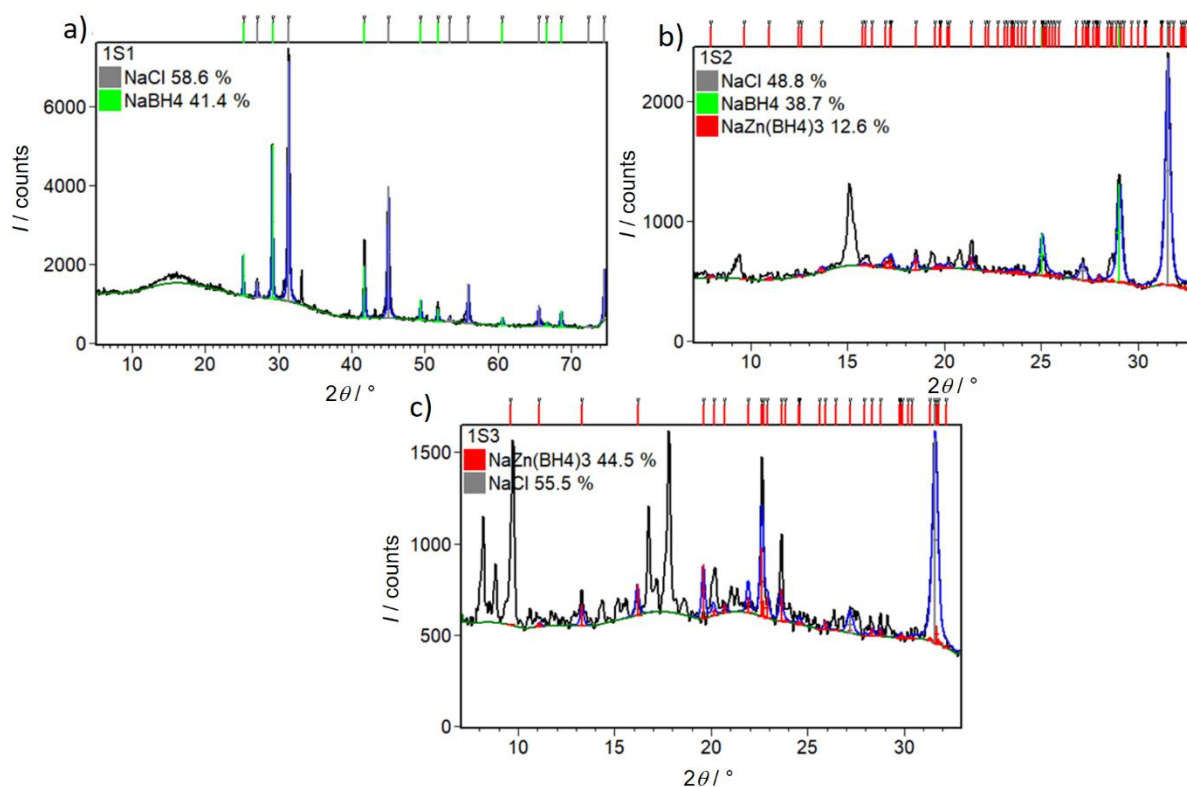 a)
1S1
NaCl 58.6 %
NaBH4 41.4 %
I / counts
6000
4000
2000
0
10 20 30 40 50 60 70
2θ / °
b)
1S2
NaCl 48.8 %
NaBH4 38.7 %
NaZn(BH4)3 12.6 %
I / counts
2000
1000
0
10 15 20 25 30
2θ / °
c)
1S3
NaZn(BH4)3 44.5 %
NaCl 55.5 %
I / counts
1500
1000
500
0
10 20 30
2θ / °